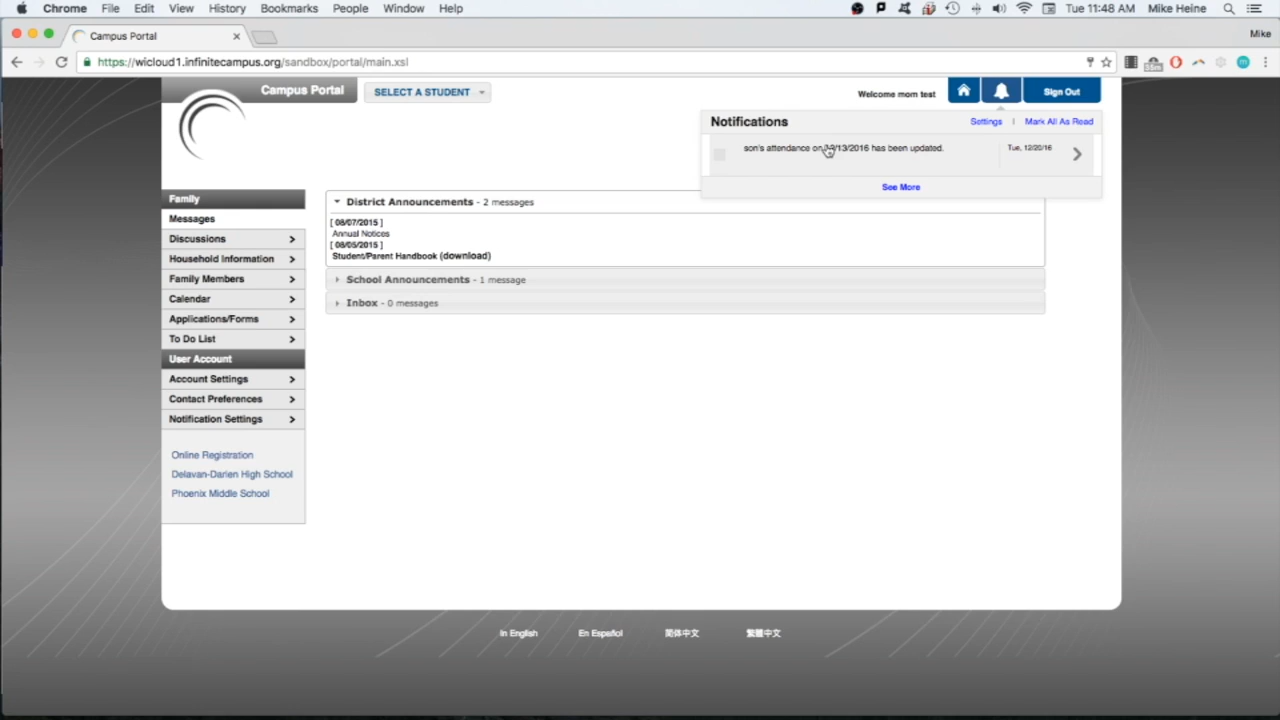 Chrome File Edit View History Bookmarks People Window Help Tue 11:48 AM Mike Heine
Campus Portal Mike
https://wicloud1.infinitecampus.org/sandbox/portal/main.xsl
Campus Portal SELECT A STUDENT Welcome mom test Sign Out
Notifications Settings | Mark All As Read
son's attendance on /13/2016 has been updated. Tue, 12/20/16
See More
Family
Messages
Discussions
Household Information
Family Members
Calendar
Applications/Forms
To Do List
User Account
Account Settings
Contact Preferences
Notification Settings
Online Registration
Delavan-Darien High School
Phoenix Middle School
District Announcements - 2 messages
[ 08/07/2015 ]
Annual Notices
[ 08/05/2015 ]
Student/Parent Handbook (download)
School Announcements - 1 message
Inbox - 0 messages
In English En Español 简体中文 繁體中文